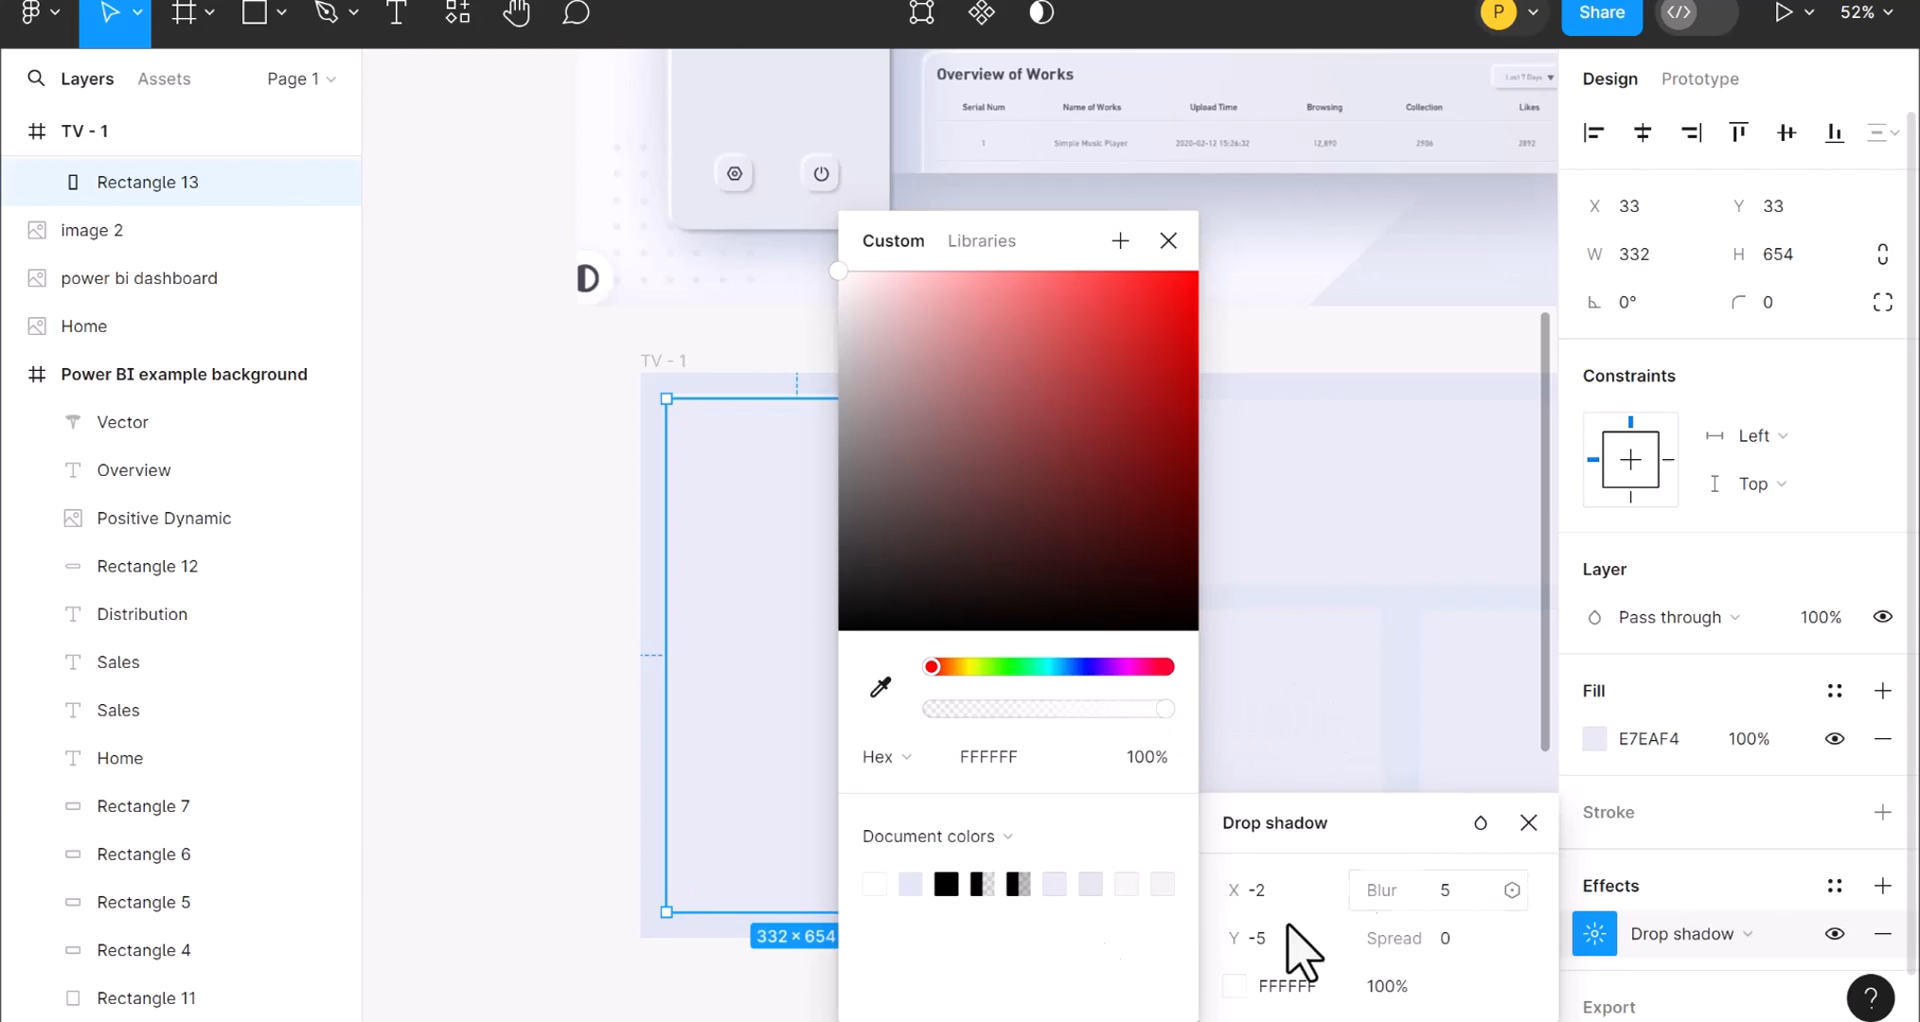 P
Share
52%
Layers
Assets
Page 1
TV - 1
Rectangle 13
image 2
power bi dashboard
Home
Power BI example background
Vector
Overview
Positive Dynamic
Rectangle 12
Distribution
Sales
Sales
Home
Rectangle 7
Rectangle 6
Rectangle 5
Rectangle 4
Rectangle 11
Overview of Works
Last 7 Days
Serial Num Name of Works Upload Time Browsing Collection Likes
1 Simple Music Player 2020-02-12 15:26:32 12,890 2906 2892
D
TV - 1
332 × 654
Custom
Libraries
Hex FFFFFF 100%
Document colors
Drop shadow
X -2 Blur 5
Y -5 Spread 0
FFFFFF 100%
Design
Prototype
X 33 Y 33
W 332 H 654
0° 0
Constraints
Left
Top
Layer
Pass through 100%
Fill
E7EAF4 100%
Stroke
Effects
Drop shadow
Export
?